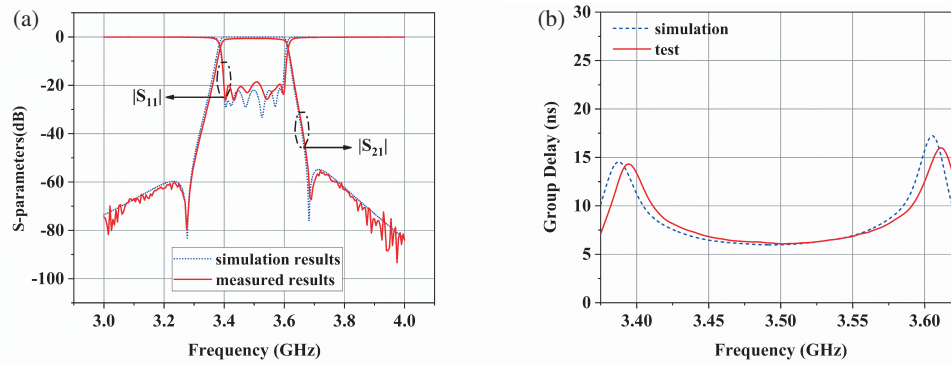 (a)
0
-20
-40
-60
-80
-100
S-parameters(dB)
|S11|
|S21|
simulation results
measured results
3.0
3.2
3.4
3.6
3.8
4.0
Frequency (GHz)
(b)
30
25
20
15
10
5
0
Group Delay (ns)
simulation
test
3.40
3.45
3.50
3.55
3.60
Frequency (GHz)